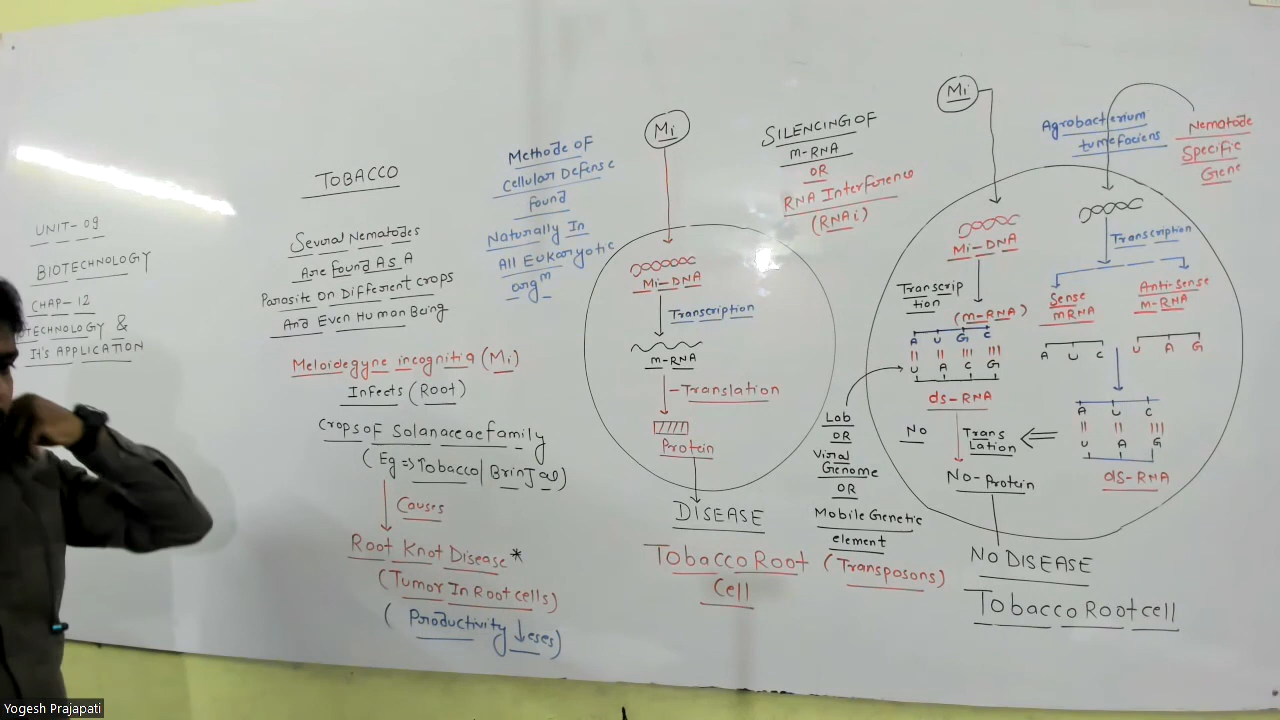 UNIT-09
BIOTECHNOLOGY
CHAP-12
TECHNOLOGY &
It's APPLICATION
TOBACCO
Several Nematodes
Are found As A
Parasite on Different crops
And Even Human Being
Meloidegyne incognitia (Mi)
Infects (Root)
Crops of Solanaceae family
(Eg => Tobacco / Brinjal)
Causes
Root Knot Disease*
(Tumor In Root cells)
(Productivity ↓eses)
Methode of
Cellular Defense
found
Naturally In
All Eukaryotic
orgm
Mi
Mi-DNA
Transcription
m-RNA
-Translation
Protein
DISEASE
Tobacco Root
Cell
SILENCING OF
m-RNA
OR
RNA Interference
(RNAi)
Mi
Mi-DNA
Transcrip
tion
(m-RNA)
A U G C
U A C G
ds-RNA
Lab
OR
Viral
Genome
OR
Mobile Genetic
element
(Transposons)
No Trans
Lation
No-Protein
NO DISEASE
Tobacco Root cell
Agrobacterium
tumefaciens
Nematode
Specific
Gene
Transcription
Sense
mRNA
A U C
Anti-sense
m-RNA
U A G
A U C
U A G
ds-RNA
Yogesh Prajapati